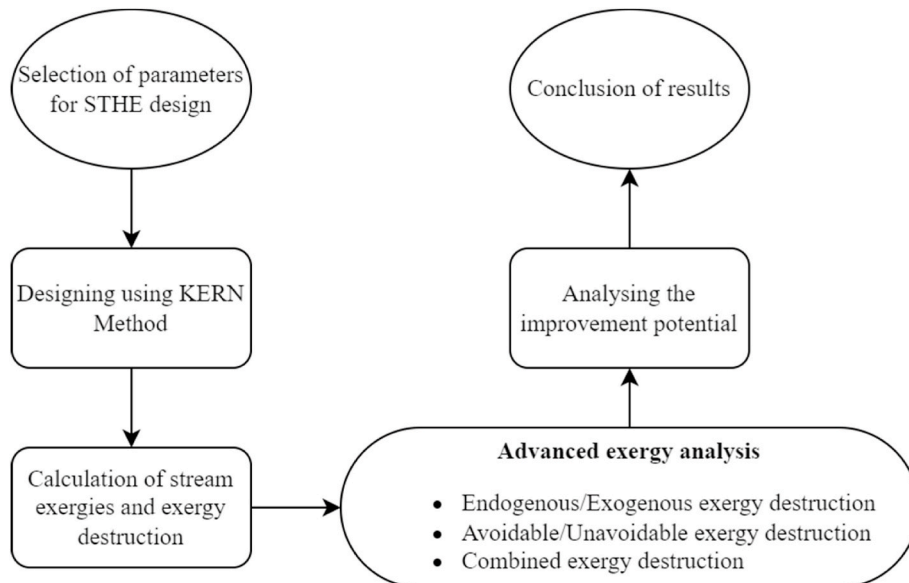 Selection of parameters
for STHE design
Designing using KERN
Method
Calculation of stream
exergies and exergy
destruction
Advanced exergy analysis
• Endogenous/Exogenous exergy destruction
• Avoidable/Unavoidable exergy destruction
• Combined exergy destruction
Analysing the
improvement potential
Conclusion of results